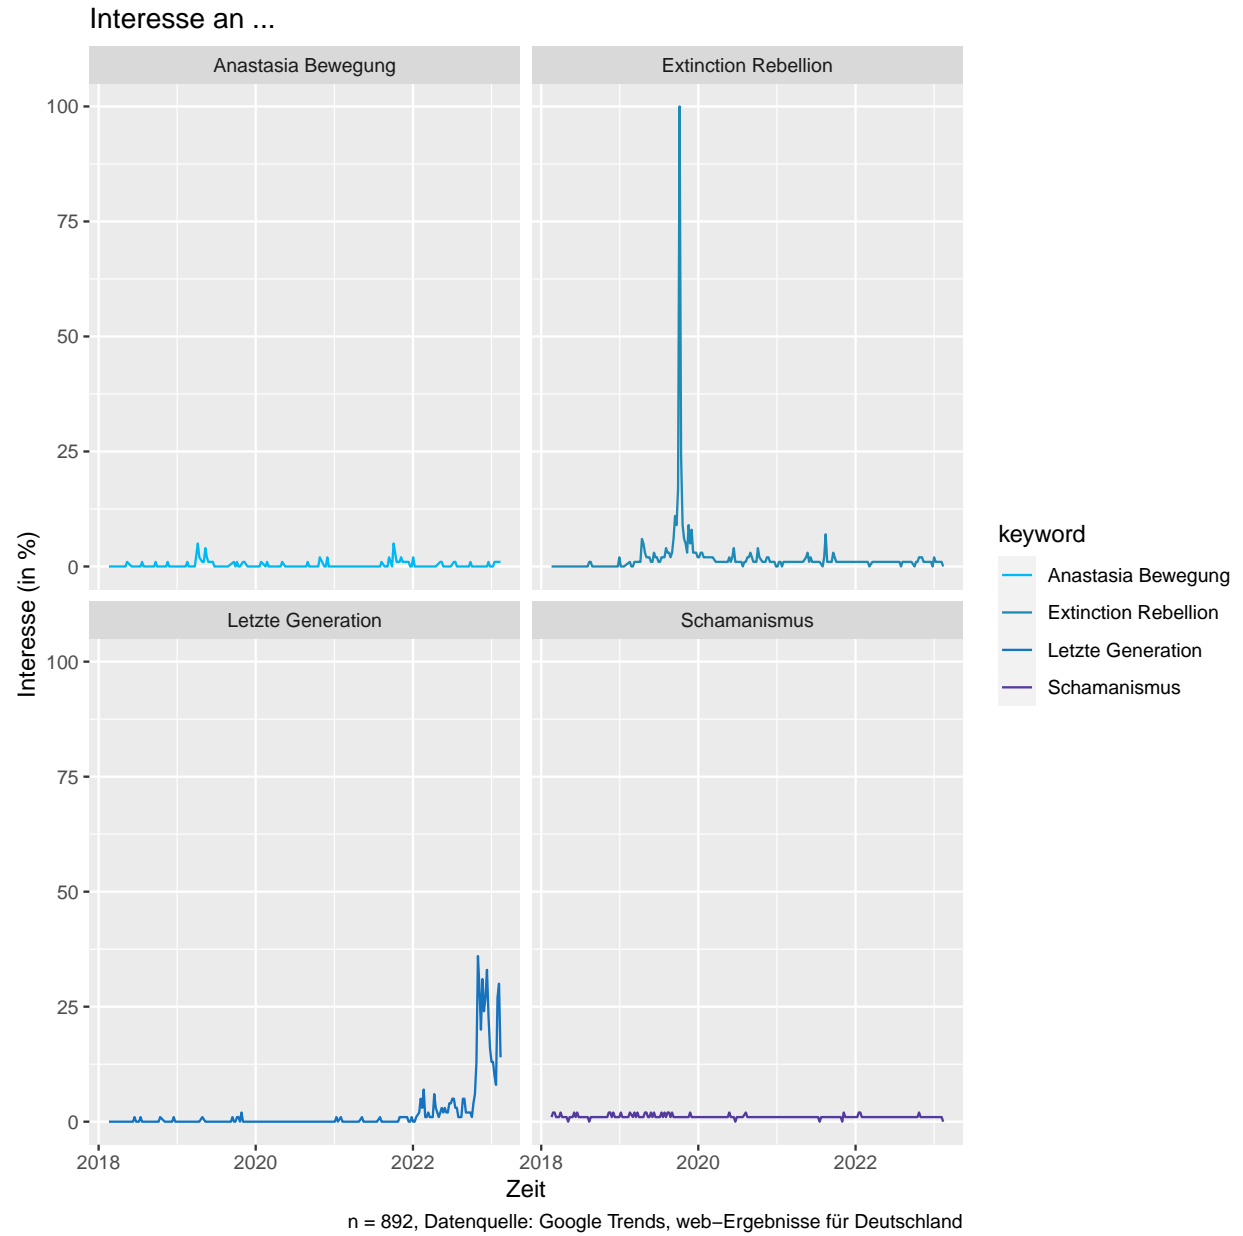 Interesse an ...
Anastasia Bewegung
Extinction Rebellion
100
75
50
25
0
Letzte Generation
Schamanismus
100
75
50
25
0
2018 2020 2022 2018 2020 2022
Zeit
Interesse (in %)
keyword
Anastasia Bewegung
Extinction Rebellion
Letzte Generation
Schamanismus
n = 892, Datenquelle: Google Trends, web−Ergebnisse für Deutschland